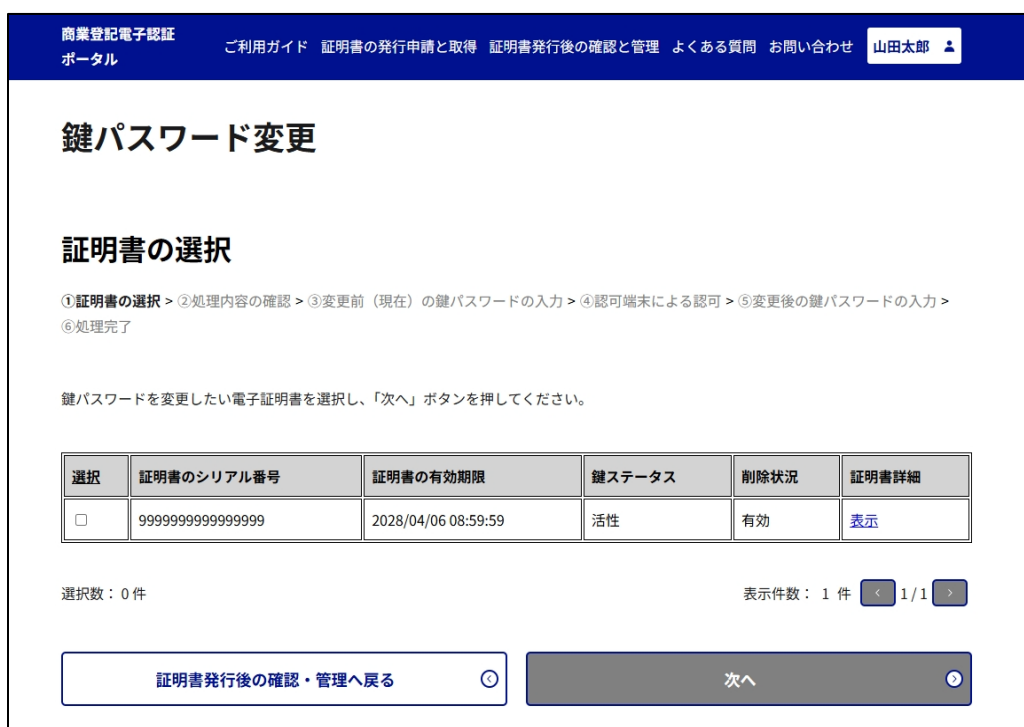 商業登記電子認証
ポータル
ご利用ガイド 証明書の発行申請と取得 証明書発行後の確認と管理 よくある質問 お問い合わせ 山田太郎
鍵パスワード変更
証明書の選択
①証明書の選択 > ②処理内容の確認 > ③変更前（現在）の鍵パスワードの入力 > ④認可端末による認可 > ⑤変更後の鍵パスワードの入力 >
⑥処理完了
鍵パスワードを変更したい電子証明書を選択し、「次へ」ボタンを押してください。
選択 証明書のシリアル番号 証明書の有効期限 鍵ステータス 削除状況 証明書詳細
9999999999999999 2028/04/06 08:59:59 活性 有効 表示
選択数： 0 件 表示件数： 1 件 1 / 1
証明書発行後の確認・管理へ戻る 次へ